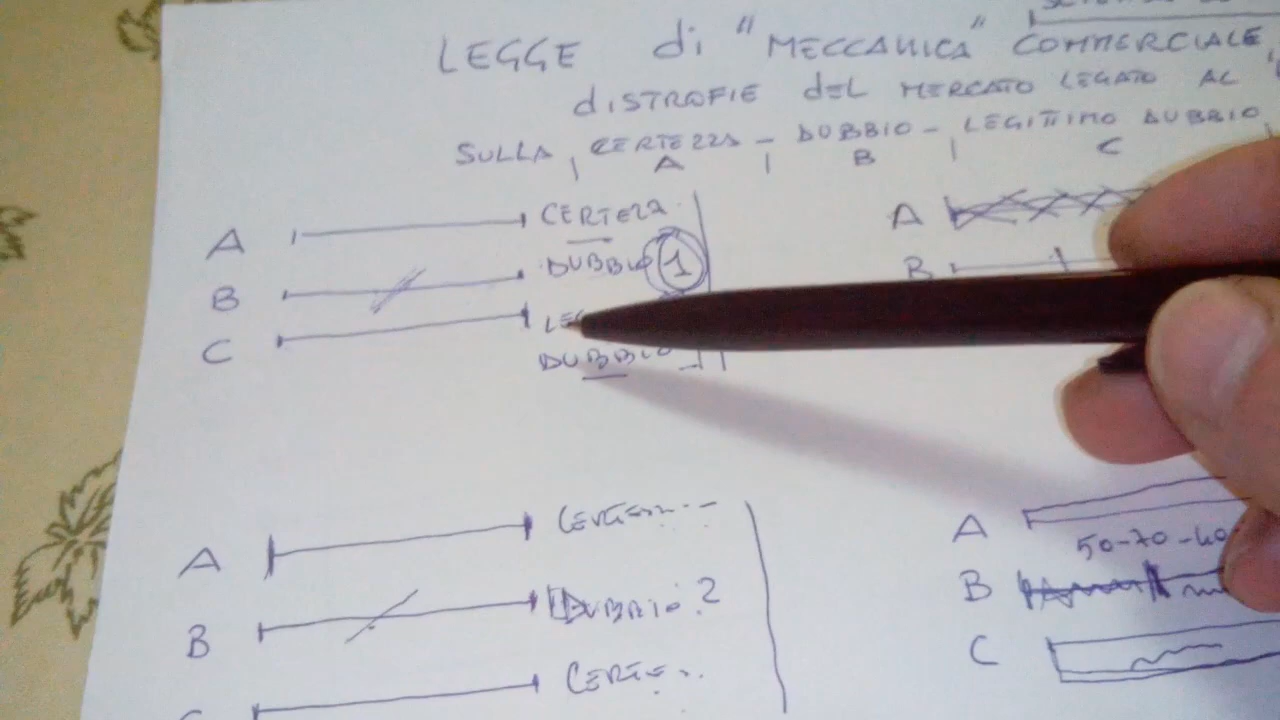 LEGGE di "MECCANICA" COMMERCIALE
DISTROFIE DEL MERCATO LEGATO AL "
SULLA CERTEZZA - DUBBIO - LEGITTIMO DUBBIO
A B C
A CERTEZZA
B DUBBIO 1
C
DUBBIO
A
B
A
B DUBBIO ?
C
A
50-70-40
B
C